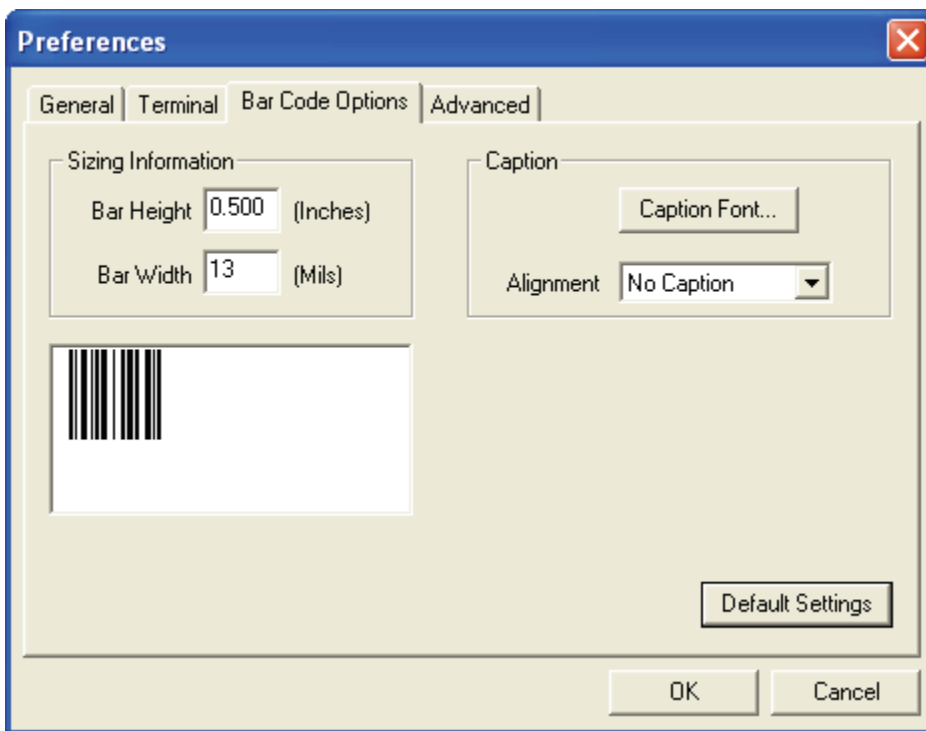 Preferences
General Terminal Bar Code Options Advanced
Sizing Information
Bar Height 0.500 (Inches)
Bar Width 13 (Mils)
Caption
Caption Font...
Alignment No Caption
Default Settings
OK Cancel